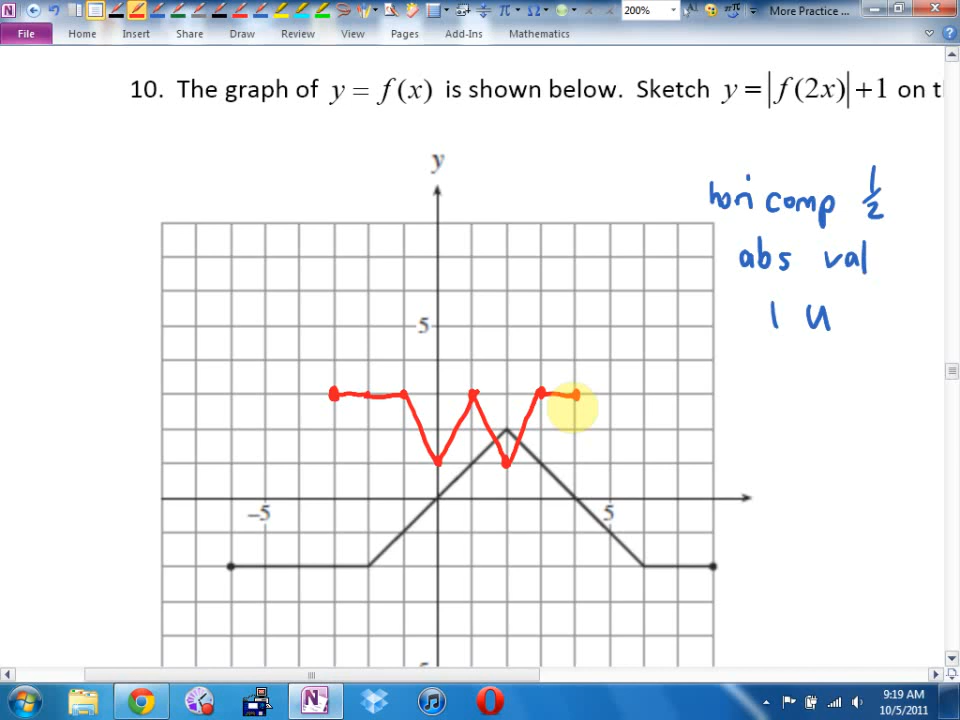 200%
More Practice ...
File Home Insert Share Draw Review View Pages Add-Ins Mathematics
10. The graph of y = f(x) is shown below. Sketch y = |f(2x)| + 1 on t
y
hori comp 1/2
abs val
1 u
5
-5
5
9:19 AM
10/5/2011